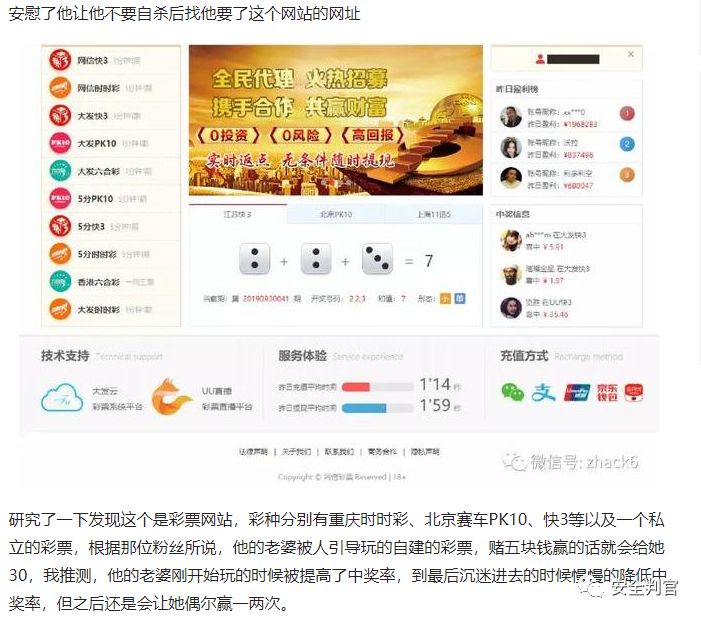 安慰了他让他不要自杀后找他要了这个网站的网址
网信快3 1分钟1期
网信时时彩 1分钟1期
大发快3 1分钟1期
大发PK10 1分钟1期
大发六合彩 1分钟1期
5分PK10 5分钟1期
5分快3 5分钟1期
5分时时彩 5分钟1期
香港六合彩 一周三期
大发时时彩 1分钟1期
全民代理 火热招募
携手合作 共赢财富
《0投资》《0风险》《高回报》
实时返点 无条件随时提现
江苏快3 北京PK10 上海11选5
+ + = 7
当前期: 第 20190930041 期 开奖号码: 2,2,3 和值: 7 形态: 小 单
×
昨日盈利榜
账号昵称: xx***0
昨日盈利: ¥1968283
1
账号昵称: 沃拉
昨日盈利: ¥837496
2
账号昵称: 利多利空
昨日盈利: ¥680047
3
中奖信息
ah***m 在大发快3
喜中 ¥ 5.91
在大发快3
喜中 ¥ 1.97
觉胜 在UU快3
喜中 ¥ 35.46
技术支持 Technical support
大发云
彩票系统平台
UU直播
彩票直播平台
服务体验 Service experience
昨日充值平均时间 1'14 秒
昨日提现平均时间 1'59 秒
充值方式 Recharge method
UnionPay
银联
京东
钱包
法律声明 | 关于我们 | 联系我们 | 商务合作 | 隐私声明
Copyright © 网信彩票 Reserved | 18+
微信号: zhack6
研究了一下发现这个是彩票网站，彩种分别有重庆时时彩、北京赛车PK10、快3等以及一个私
立的彩票，根据那位粉丝所说，他的老婆被人引导玩的自建的彩票，赌五块钱赢的话就会给她
30，我推测，他的老婆刚开始玩的时候被提高了中奖率，到最后沉迷进去的时候慢慢的降低中
奖率，但之后还是会让她偶尔赢一两次。
安全判官